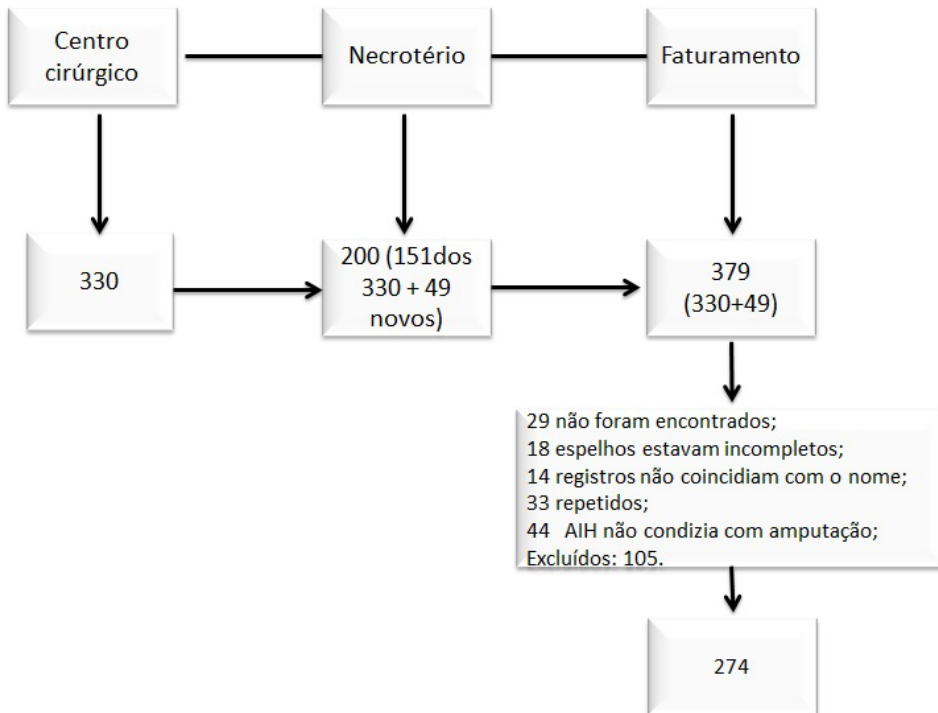 Centro
cirúrgico
Necrotério
Faturamento
330
200 (151dos
330 + 49
novos)
379
(330+49)
29 não foram encontrados;
18 espelhos estavam incompletos;
14 registros não coincidiam com o nome;
33 repetidos;
44 AIH não condizia com amputação;
Excluídos: 105.
274